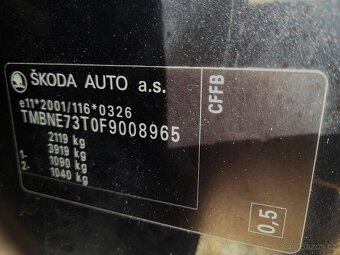 ŠKODA AUTO a.s.
CFFB
e11*2001/116*0326
TMBNE73T0F9008965
2119 kg
3919 kg
1- 1090 kg
2- 1040 kg
0,5